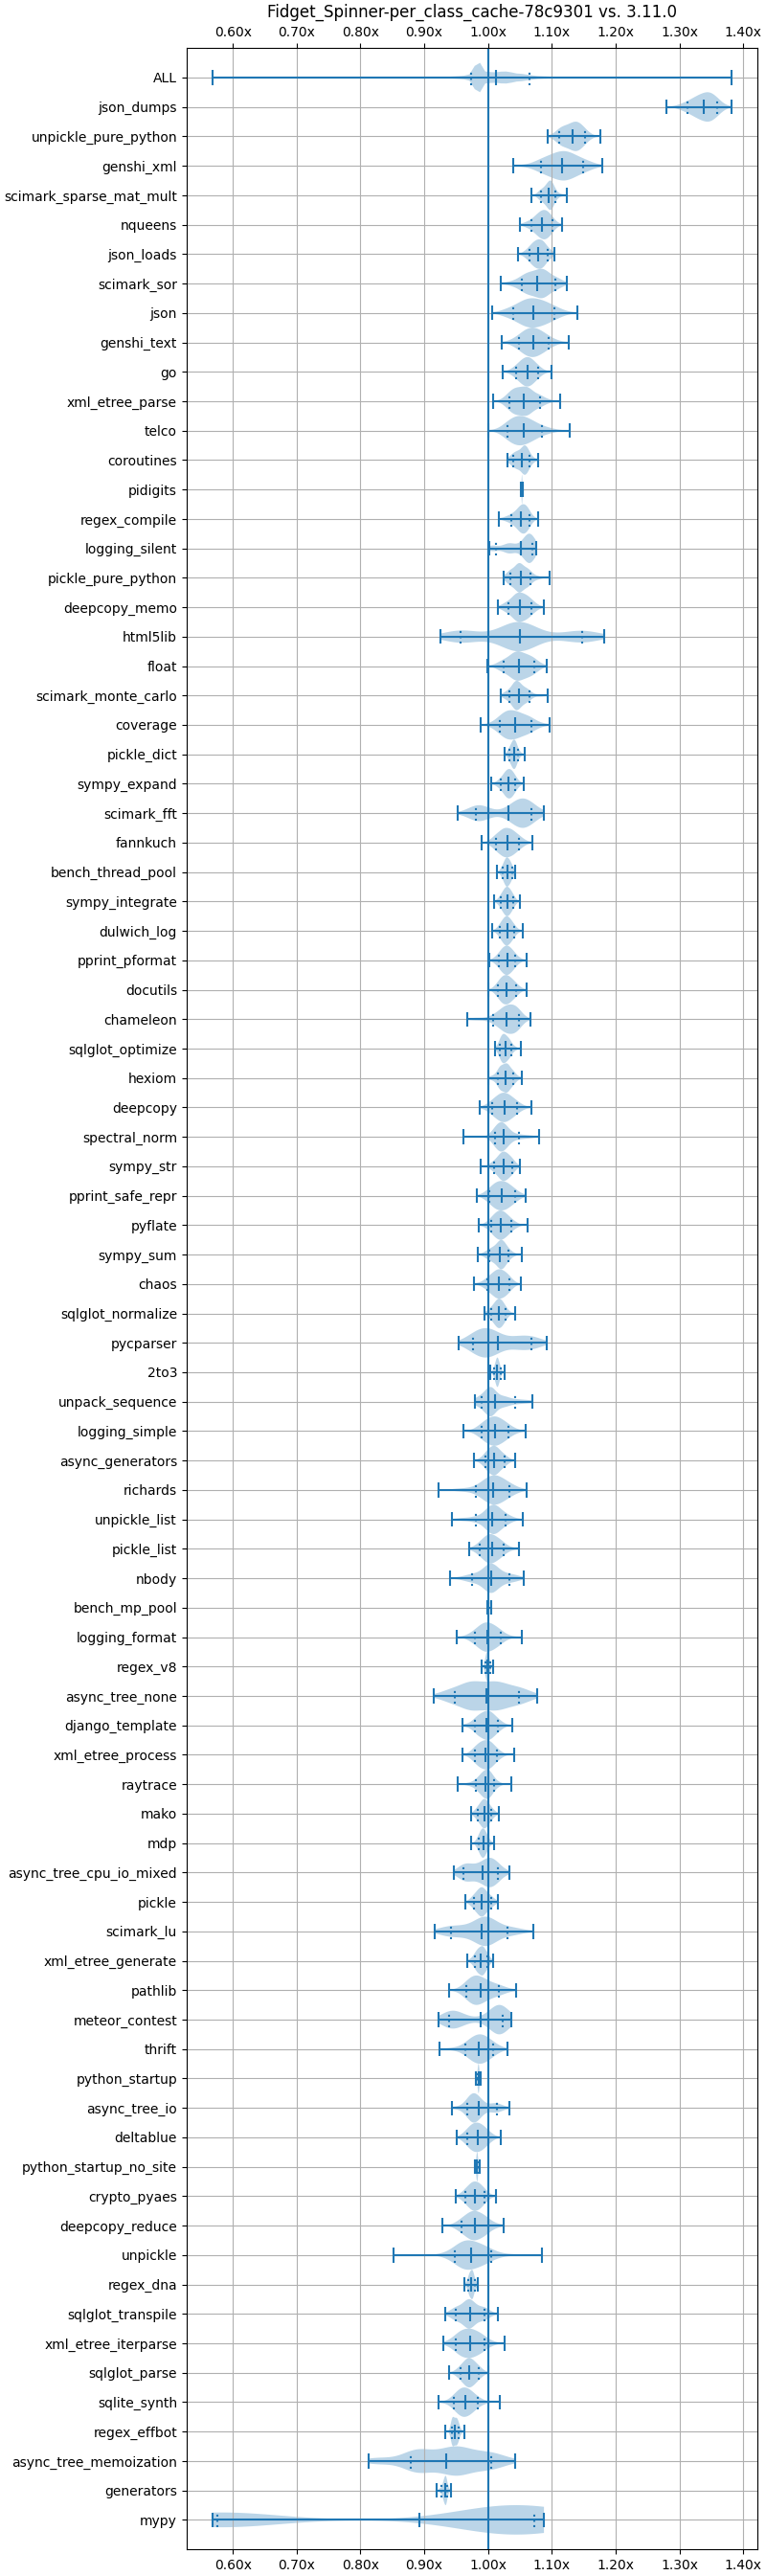 Fidget_Spinner-per_class_cache-78c9301 vs. 3.11.0
0.60x 0.70x 0.80x 0.90x 1.00x 1.10x 1.20x 1.30x 1.40x
ALL
json_dumps
unpickle_pure_python
genshi_xml
scimark_sparse_mat_mult
nqueens
json_loads
scimark_sor
json
genshi_text
go
xml_etree_parse
telco
coroutines
pidigits
regex_compile
logging_silent
pickle_pure_python
deepcopy_memo
html5lib
float
scimark_monte_carlo
coverage
pickle_dict
sympy_expand
scimark_fft
fannkuch
bench_thread_pool
sympy_integrate
dulwich_log
pprint_pformat
docutils
chameleon
sqlglot_optimize
hexiom
deepcopy
spectral_norm
sympy_str
pprint_safe_repr
pyflate
sympy_sum
chaos
sqlglot_normalize
pycparser
2to3
unpack_sequence
logging_simple
async_generators
richards
unpickle_list
pickle_list
nbody
bench_mp_pool
logging_format
regex_v8
async_tree_none
django_template
xml_etree_process
raytrace
mako
mdp
async_tree_cpu_io_mixed
pickle
scimark_lu
xml_etree_generate
pathlib
meteor_contest
thrift
python_startup
async_tree_io
deltablue
python_startup_no_site
crypto_pyaes
deepcopy_reduce
unpickle
regex_dna
sqlglot_transpile
xml_etree_iterparse
sqlglot_parse
sqlite_synth
regex_effbot
async_tree_memoization
generators
mypy
0.60x 0.70x 0.80x 0.90x 1.00x 1.10x 1.20x 1.30x 1.40x